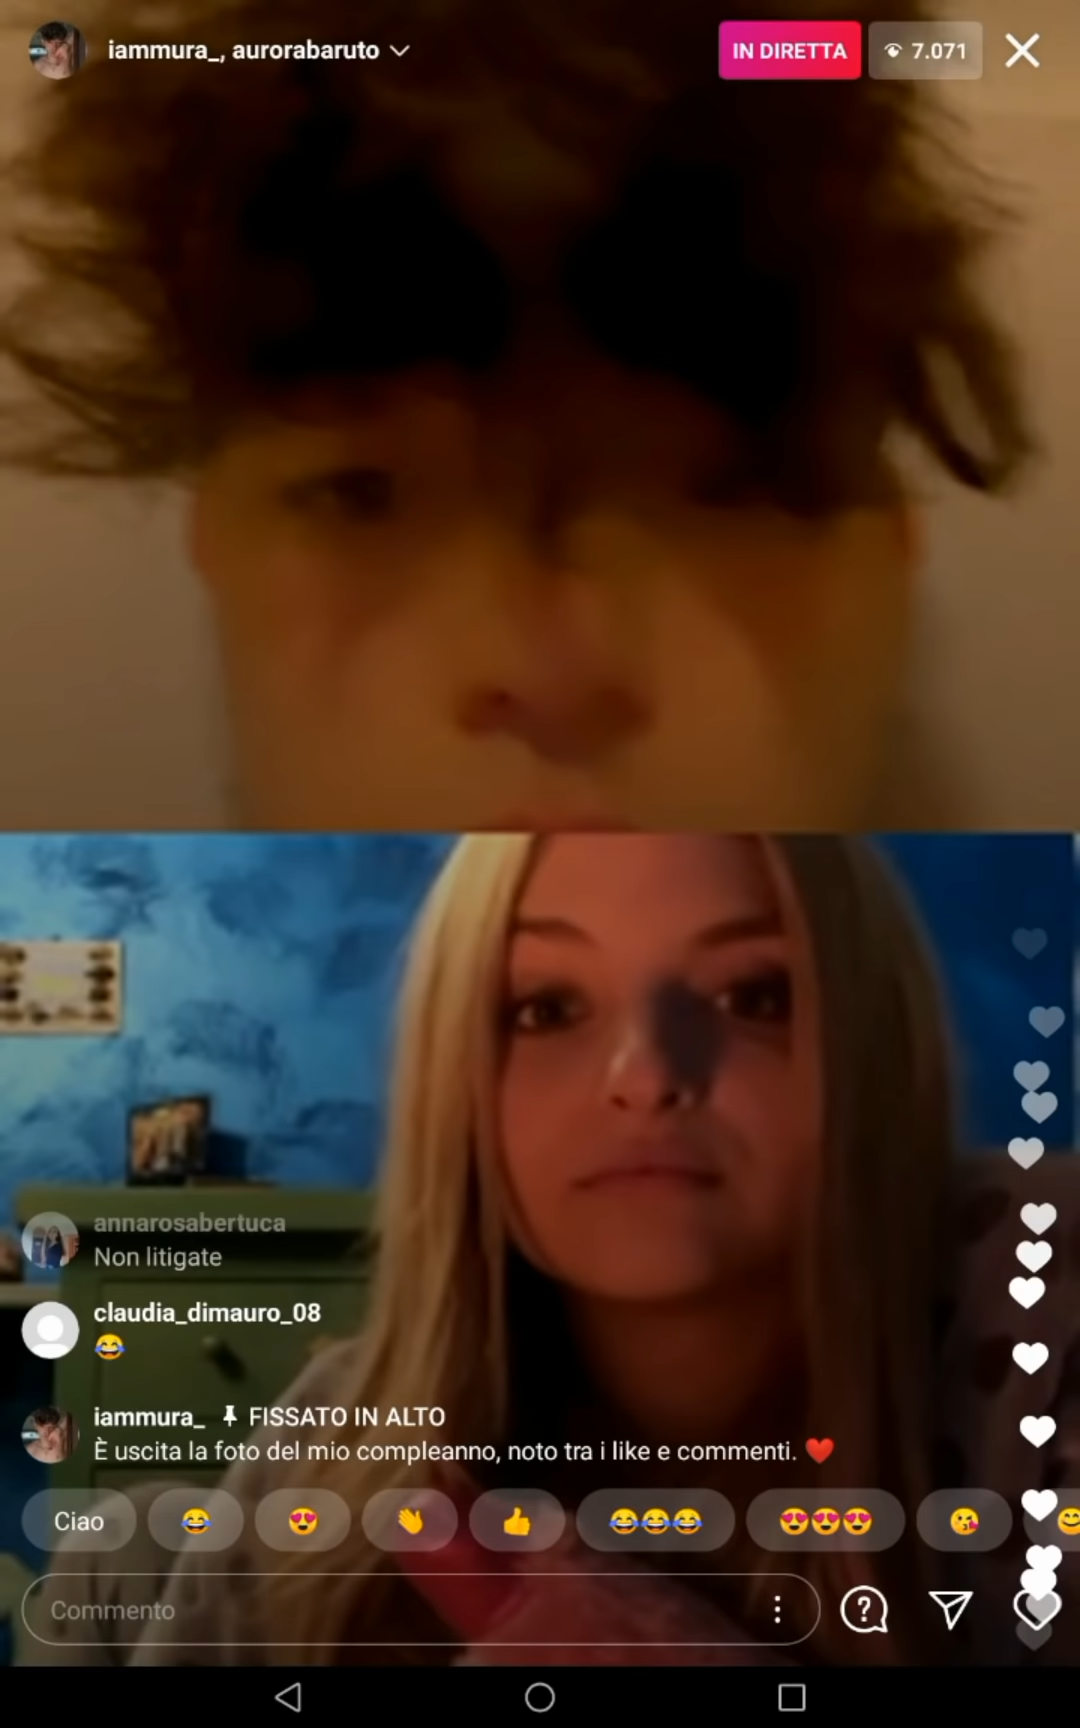 iammura_, aurorabaruto
IN DIRETTA
7.071
annarosabertuca
Non litigate
claudia_dimauro_08
😂
iammura_ 📌 FISSATO IN ALTO
È uscita la foto del mio compleanno, noto tra i like e commenti. ❤️
Ciao 😂 😍 👋 👍 😂😂😂 😍😍😍 😘 😊
Commento